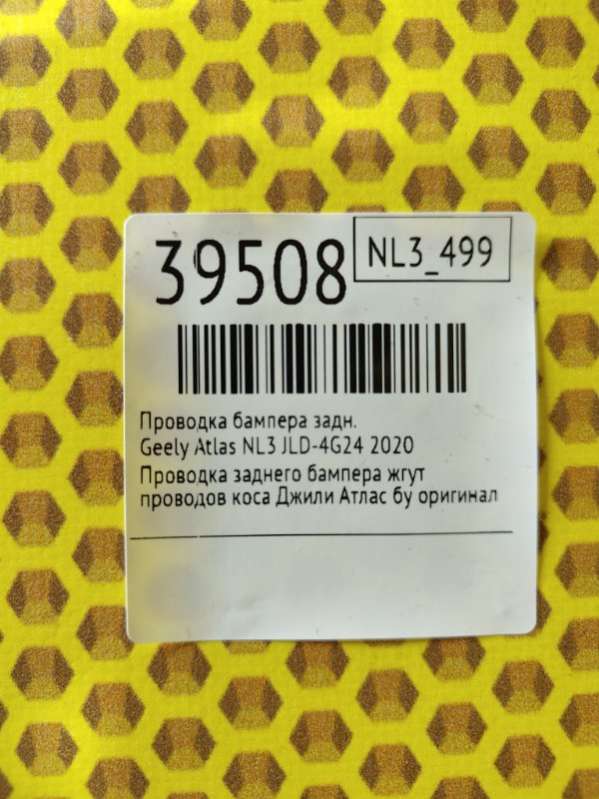 39508
NL3_499
Проводка бампера задн.
Geely Atlas NL3 JLD-4G24 2020
Проводка заднего бампера жгут
проводов коса Джили Атлас бу оригинал